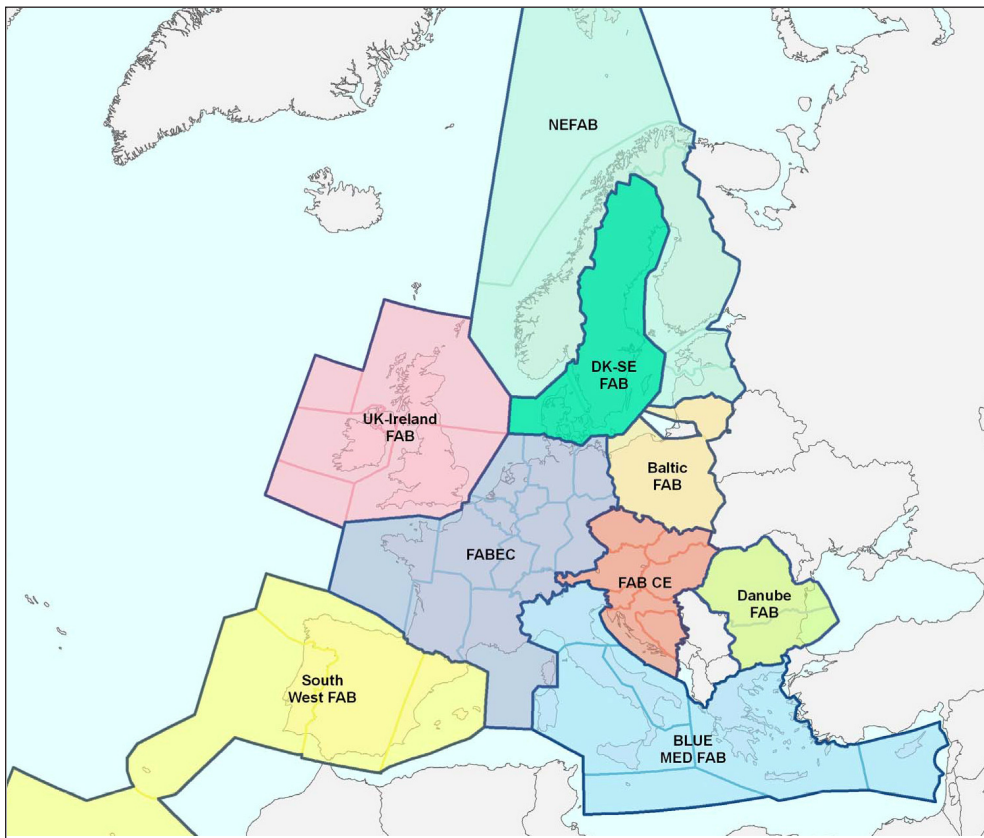 NEFAB
DK-SE
FAB
UK-Ireland
FAB
Baltic
FAB
FABEC
FAB CE
Danube
FAB
South
West FAB
BLUE
MED FAB